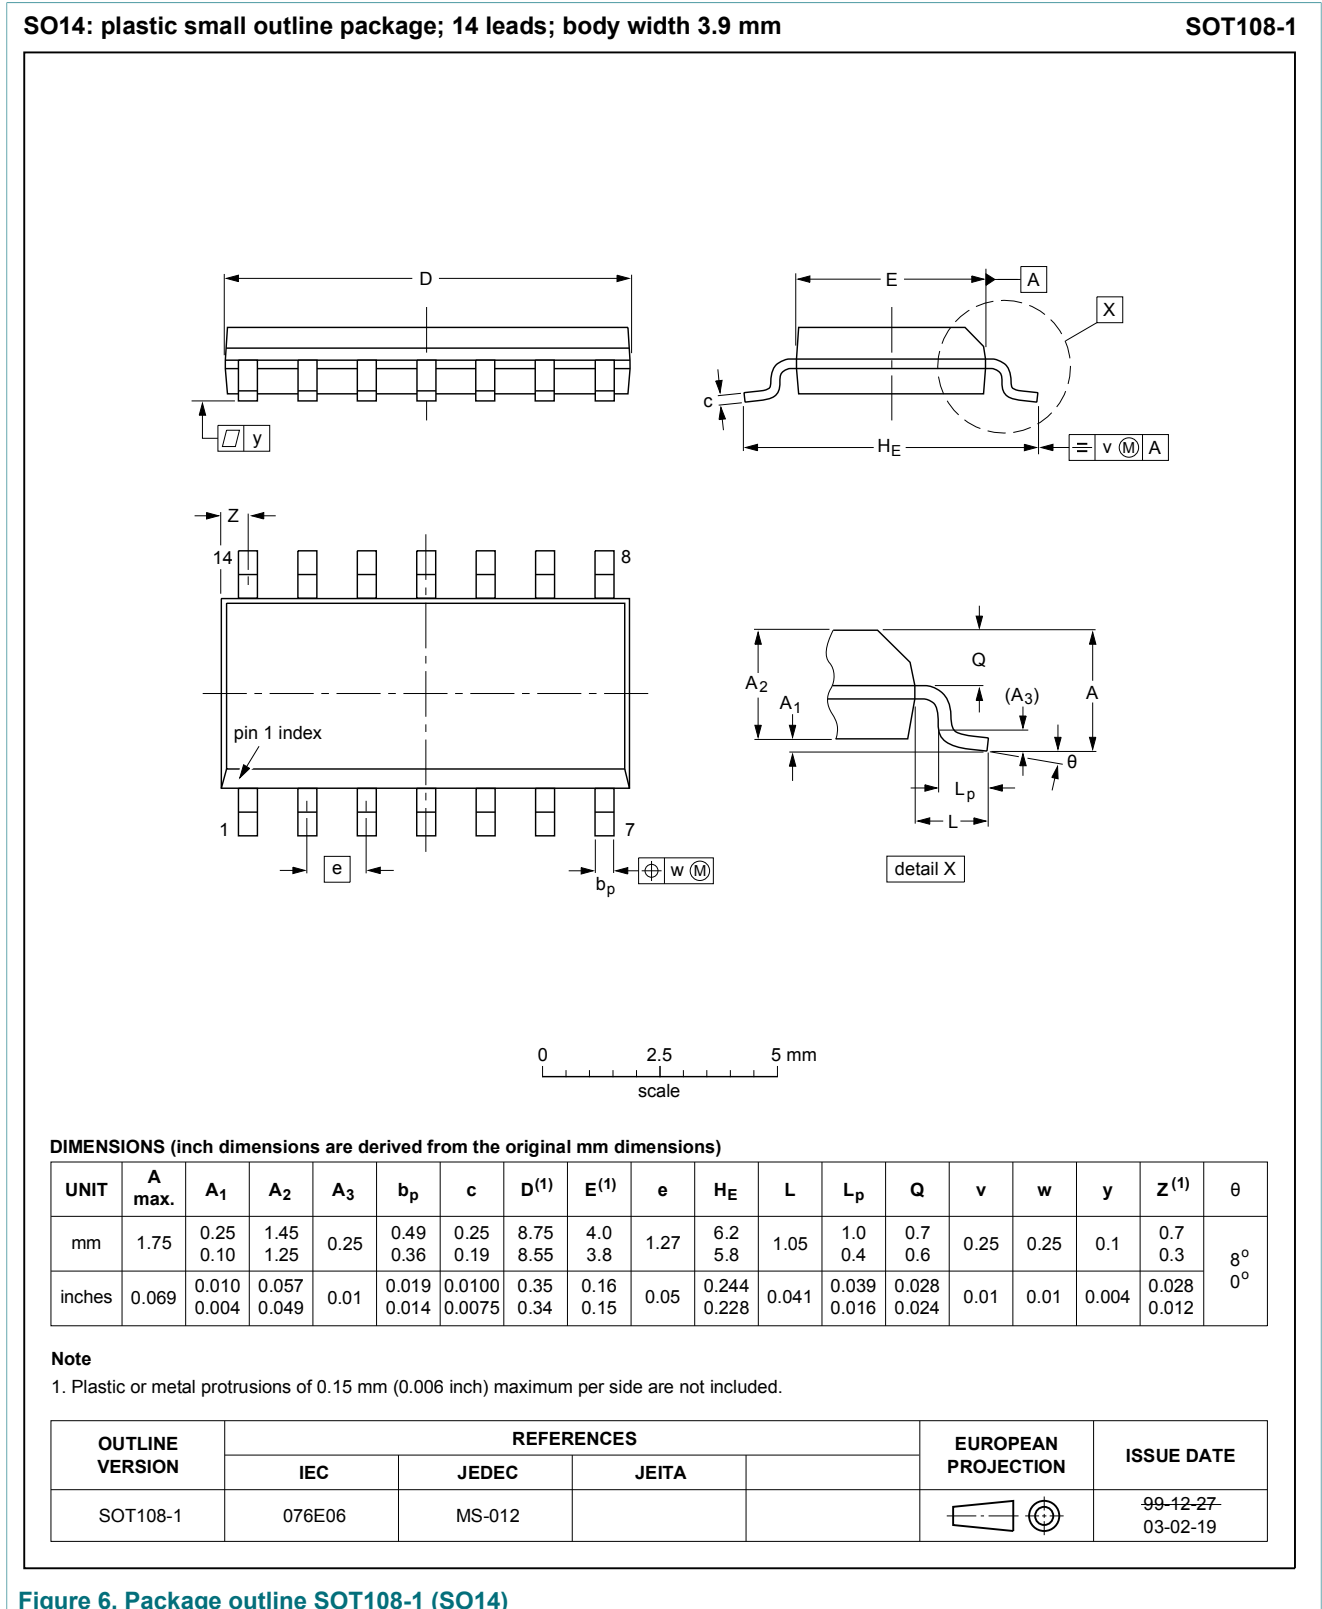 SO14: plastic small outline package; 14 leads; body width 3.9 mm SOT108-1
D
y
E
A
X
c
HE
v M A
Z
14
8
pin 1 index
1
7
e
bp
w M
A2
A1
Q
(A3)
A
θ
Lp
L
detail X
0 2.5 5 mm
scale
DIMENSIONS (inch dimensions are derived from the original mm dimensions)
UNIT A max. A1 A2 A3 bp c D(1) E(1) e HE L Lp Q v w y Z(1) θ
mm 1.75 0.25 0.10 1.45 1.25 0.25 0.49 0.36 0.25 0.19 8.75 8.55 4.0 3.8 1.27 6.2 5.8 1.05 1.0 0.4 0.7 0.6 0.25 0.25 0.1 0.7 0.3 8° 0°
inches 0.069 0.010 0.004 0.057 0.049 0.01 0.019 0.014 0.0100 0.0075 0.35 0.34 0.16 0.15 0.05 0.244 0.228 0.041 0.039 0.016 0.028 0.024 0.01 0.01 0.004 0.028 0.012
Note
1. Plastic or metal protrusions of 0.15 mm (0.006 inch) maximum per side are not included.
OUTLINE VERSION REFERENCES EUROPEAN PROJECTION ISSUE DATE
IEC JEDEC JEITA
SOT108-1 076E06 MS-012 99-12-27 03-02-19
Figure 6. Package outline SOT108-1 (SO14)